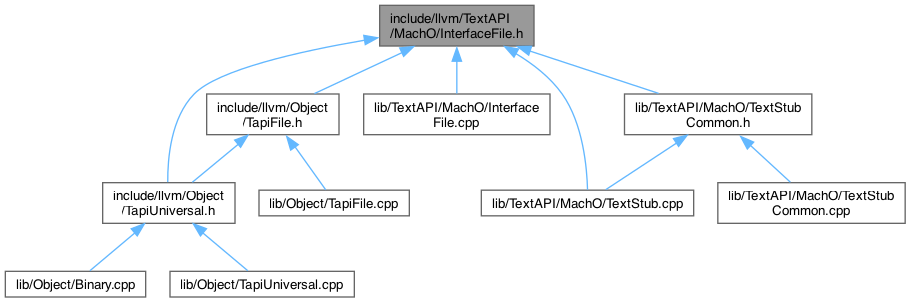 include/llvm/TextAPI
/MachO/InterfaceFile.h
include/llvm/Object
/TapiFile.h
lib/TextAPI/MachO/Interface
File.cpp
lib/TextAPI/MachO/TextStub
Common.h
include/llvm/Object
/TapiUniversal.h
lib/Object/TapiFile.cpp
lib/TextAPI/MachO/TextStub.cpp
lib/TextAPI/MachO/TextStub
Common.cpp
lib/Object/Binary.cpp
lib/Object/TapiUniversal.cpp